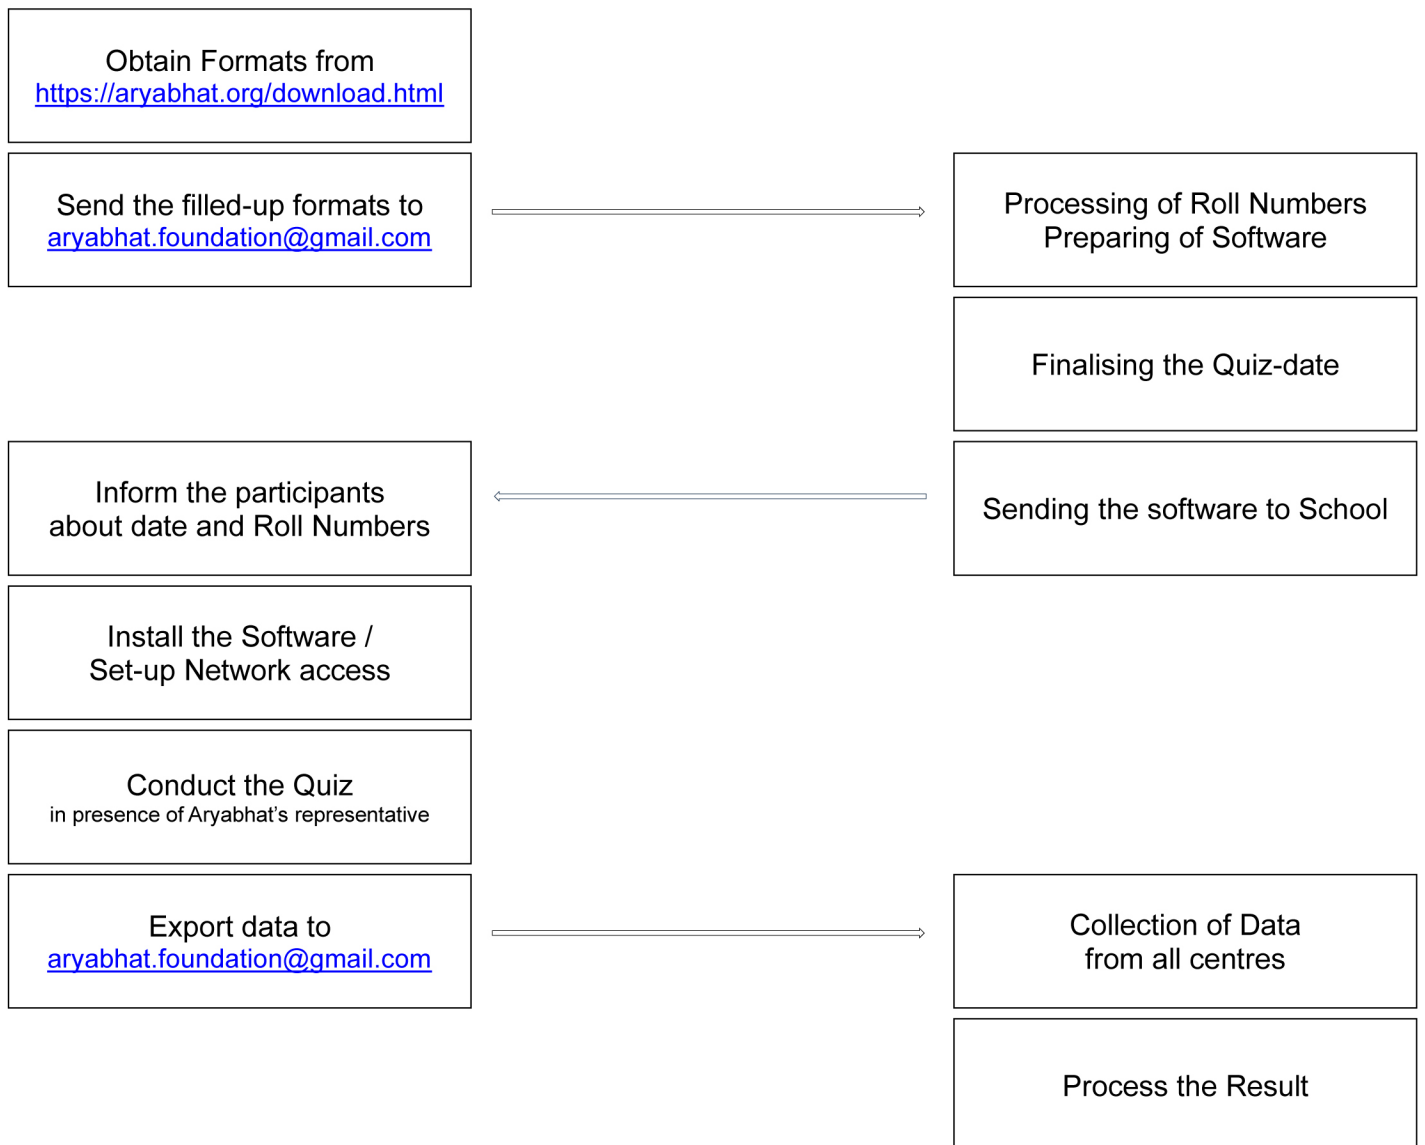 Obtain Formats from
https://aryabhat.org/download.html
Send the filled-up formats to
aryabhat.foundation@gmail.com
Processing of Roll Numbers
Preparing of Software
Finalising the Quiz-date
Sending the software to School
Inform the participants
about date and Roll Numbers
Install the Software /
Set-up Network access
Conduct the Quiz
in presence of Aryabhat’s representative
Export data to
aryabhat.foundation@gmail.com
Collection of Data
from all centres
Process the Result